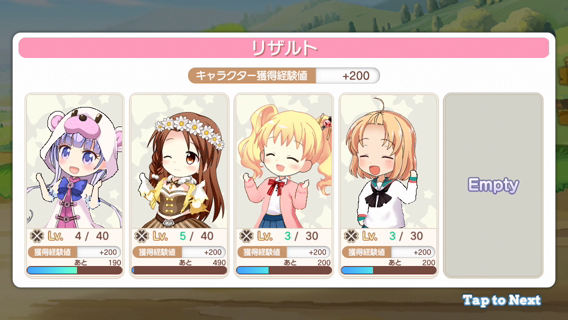 リザルト
キャラクター獲得経験値 +200
Empty
Lv. 4 / 40
獲得経験値 +200
あと 190
Lv. 5 / 40
獲得経験値 +200
あと 490
Lv. 3 / 30
獲得経験値 +200
あと 200
Lv. 3 / 30
獲得経験値 +200
あと 200
Tap to Next